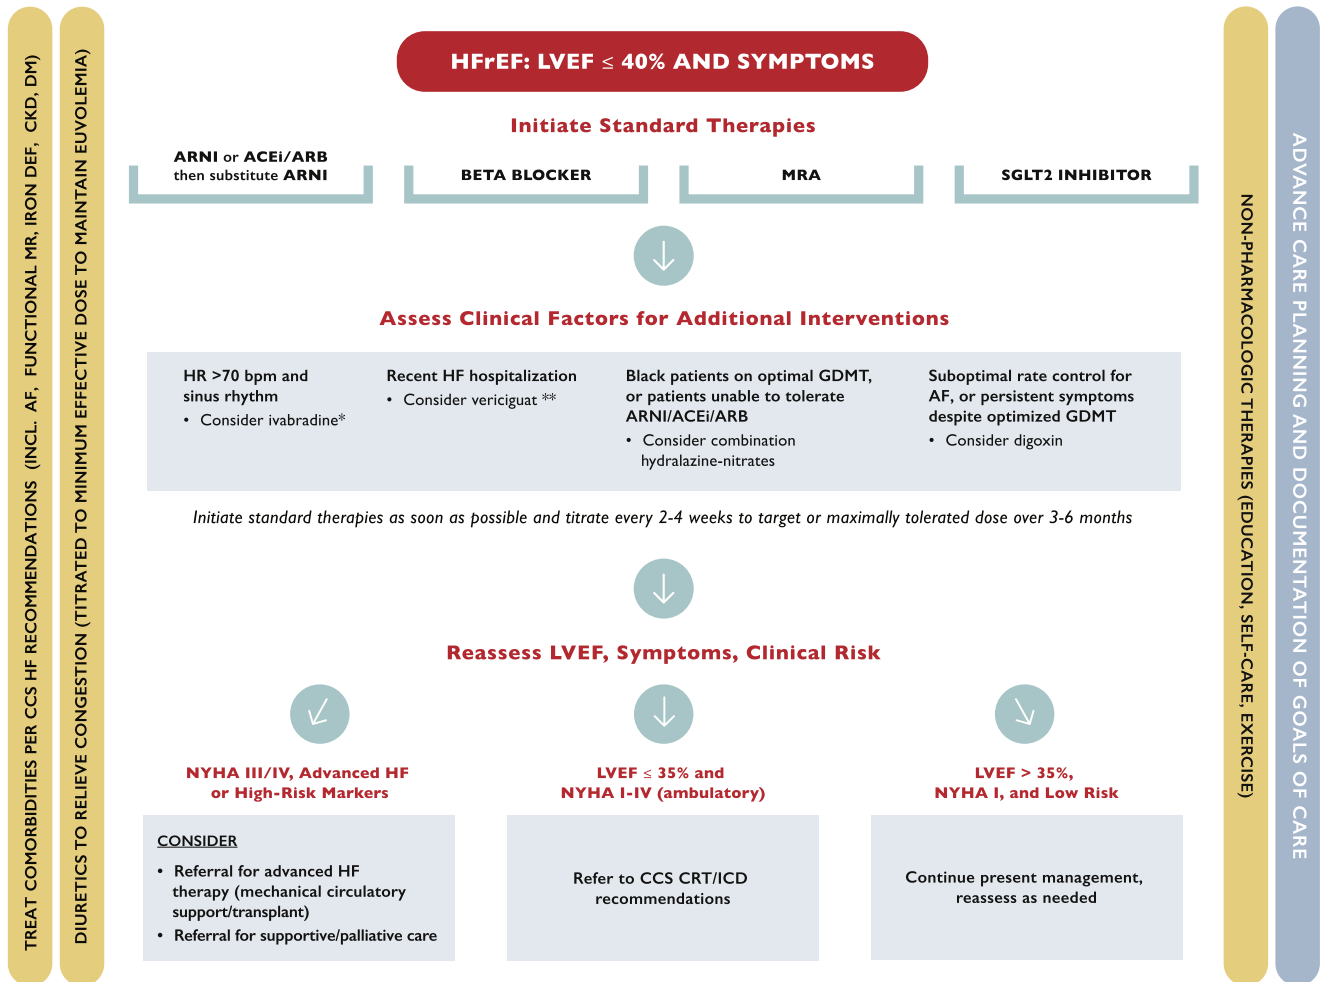 TREAT COMORBIDITIES PER CCS HF RECOMMENDATIONS (INCL. AF, FUNCTIONAL MR, IRON DEF, CKD, DM)
DIURETICS TO RELIEVE CONGESTION (TITRATED TO MINIMUM EFFECTIVE DOSE TO MAINTAIN EUVOLEMIA)
HFrEF: LVEF ≤ 40% AND SYMPTOMS
Initiate Standard Therapies
ARNI or ACEi/ARB
then substitute ARNI
BETA BLOCKER
MRA
SGLT2 INHIBITOR
Assess Clinical Factors for Additional Interventions
HR >70 bpm and
sinus rhythm
• Consider ivabradine*
Recent HF hospitalization
• Consider vericiguat **
Black patients on optimal GDMT,
or patients unable to tolerate
ARNI/ACEi/ARB
• Consider combination
hydralazine-nitrates
Suboptimal rate control for
AF, or persistent symptoms
despite optimized GDMT
• Consider digoxin
Initiate standard therapies as soon as possible and titrate every 2-4 weeks to target or maximally tolerated dose over 3-6 months
Reassess LVEF, Symptoms, Clinical Risk
NYHA III/IV, Advanced HF
or High-Risk Markers
CONSIDER
• Referral for advanced HF
therapy (mechanical circulatory
support/transplant)
• Referral for supportive/palliative care
LVEF ≤ 35% and
NYHA I-IV (ambulatory)
Refer to CCS CRT/ICD
recommendations
LVEF > 35%,
NYHA I, and Low Risk
Continue present management,
reassess as needed
NON-PHARMACOLOGIC THERAPIES (EDUCATION, SELF-CARE, EXERCISE)
ADVANCE CARE PLANNING AND DOCUMENTATION OF GOALS OF CARE